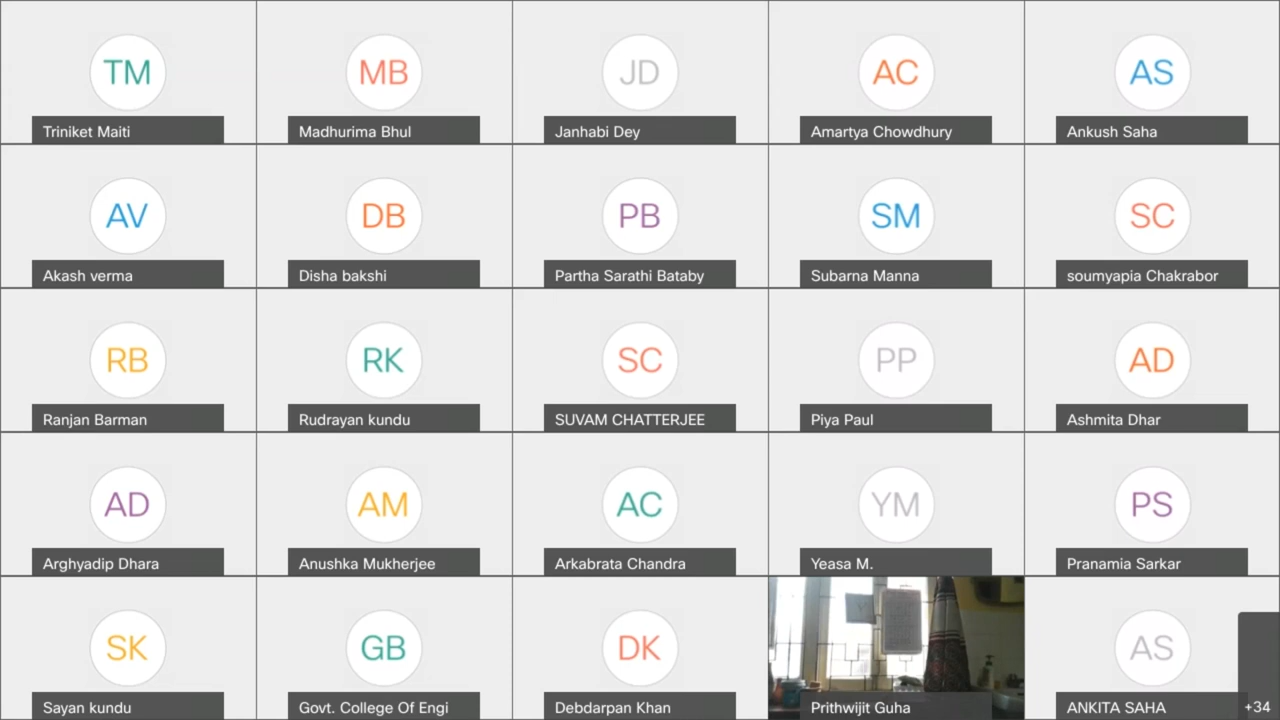 TM
MB
JD
AC
AS
Triniket Maiti
Madhurima Bhul
Janhabi Dey
Amartya Chowdhury
Ankush Saha
AV
DB
PB
SM
SC
Akash verma
Disha bakshi
Partha Sarathi Bataby
Subarna Manna
soumyapia Chakrabor
RB
RK
SC
PP
AD
Ranjan Barman
Rudrayan kundu
SUVAM CHATTERJEE
Piya Paul
Ashmita Dhar
AD
AM
AC
YM
PS
Arghyadip Dhara
Anushka Mukherjee
Arkabrata Chandra
Yeasa M.
Pranamia Sarkar
SK
GB
DK
AS
Sayan kundu
Govt. College Of Engi
Debdarpan Khan
Prithwijit Guha
ANKITA SAHA
+34